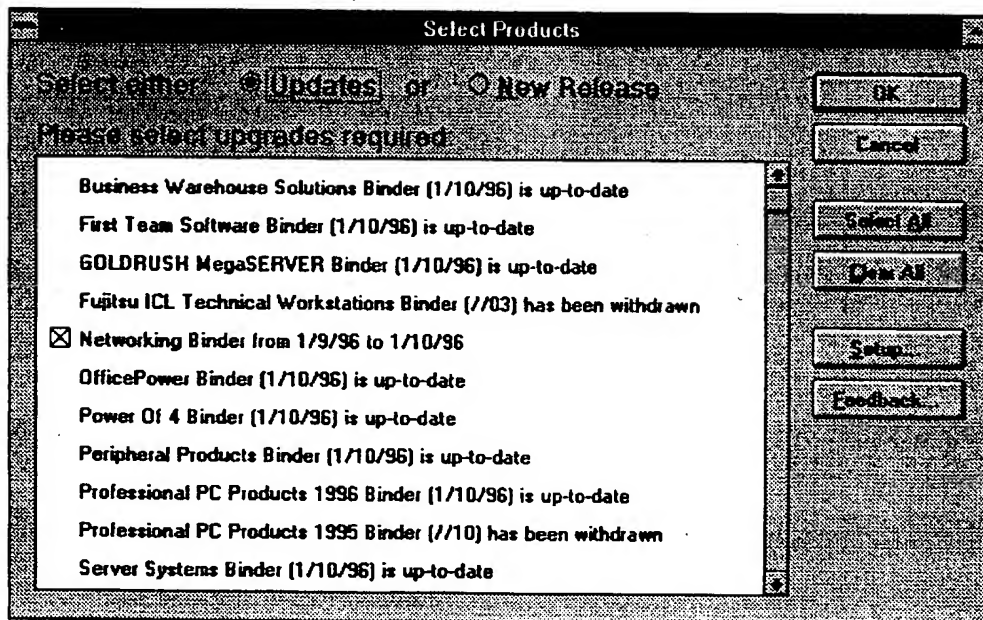 Select Products
Select either Updates or New Release
Please select upgrades required:
Business Warehouse Solutions Binder (1/10/96) is up-to-date
First Team Software Binder (1/10/96) is up-to-date
GOLDRUSH MegaSERVER Binder (1/10/96) is up-to-date
Fujitsu ICL Technical Workstations Binder (//03) has been withdrawn
Networking Binder from 1/9/96 to 1/10/96
OfficePower Binder (1/10/96) is up-to-date
Power Of 4 Binder (1/10/96) is up-to-date
Peripheral Products Binder (1/10/96) is up-to-date
Professional PC Products 1996 Binder (1/10/96) is up-to-date
Professional PC Products 1995 Binder (//10) has been withdrawn
Server Systems Binder (1/10/96) is up-to-date
OK
Cancel
Select All
Clear All
Setup...
Feedback...